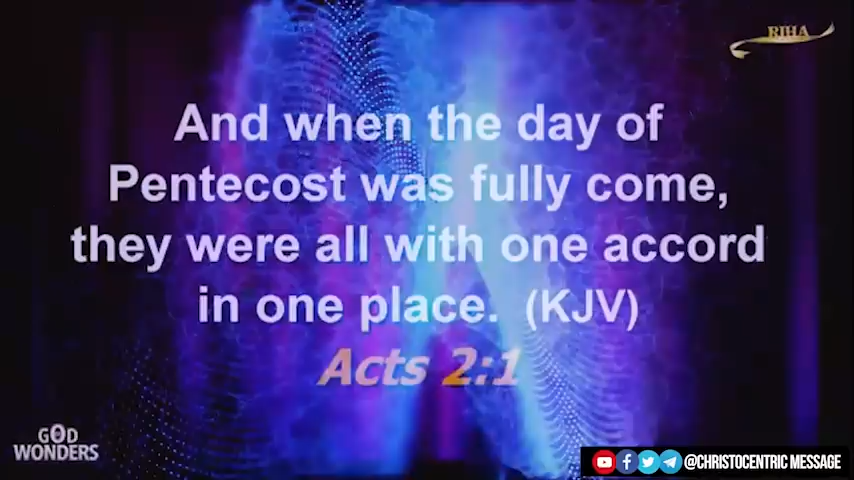 RIHA
And when the day of
Pentecost was fully come,
they were all with one accord
in one place. (KJV)
Acts 2:1
GOD
WONDERS
@CHRISTOCENTRIC MESSAGE